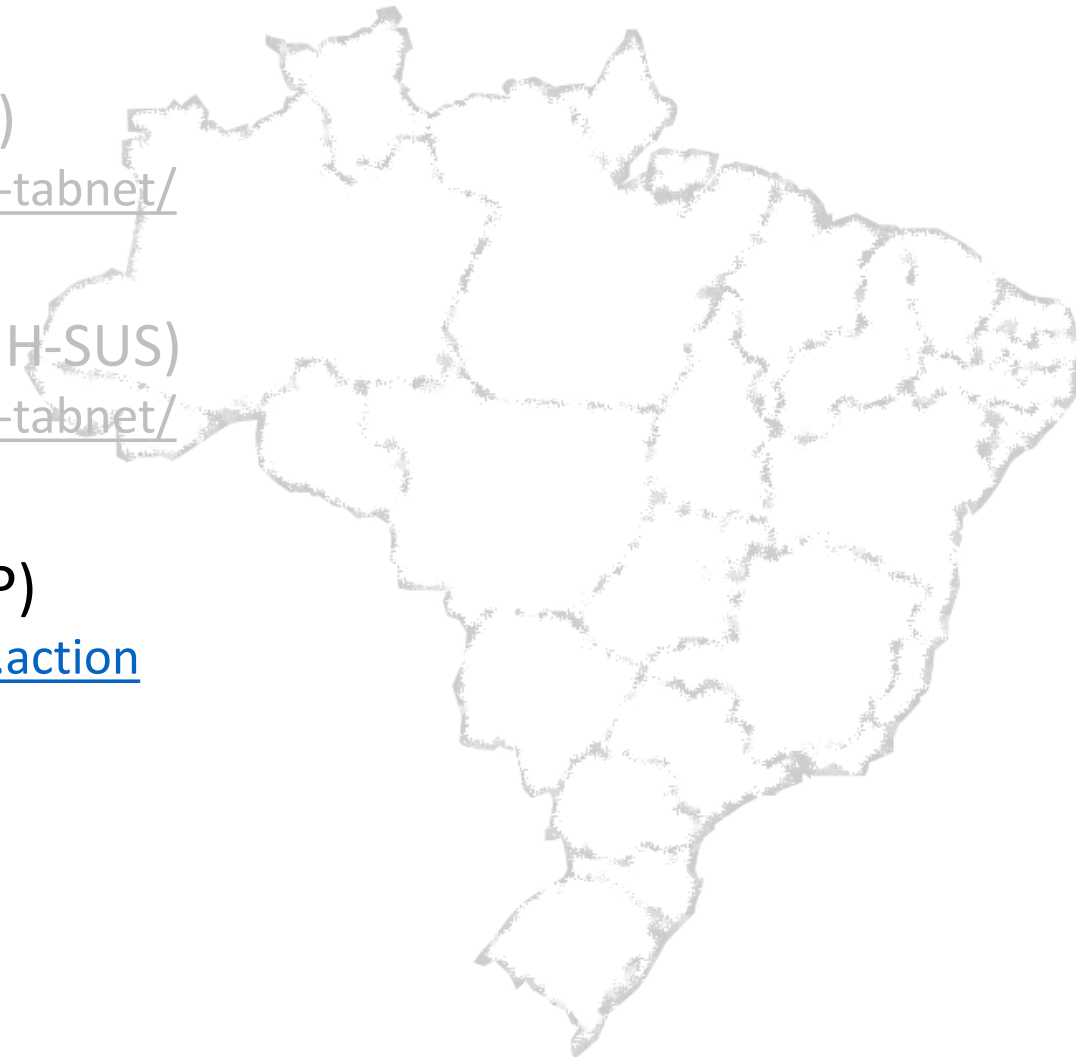 )
-tabnet/
H-SUS)
-tabnet/
P)
.action